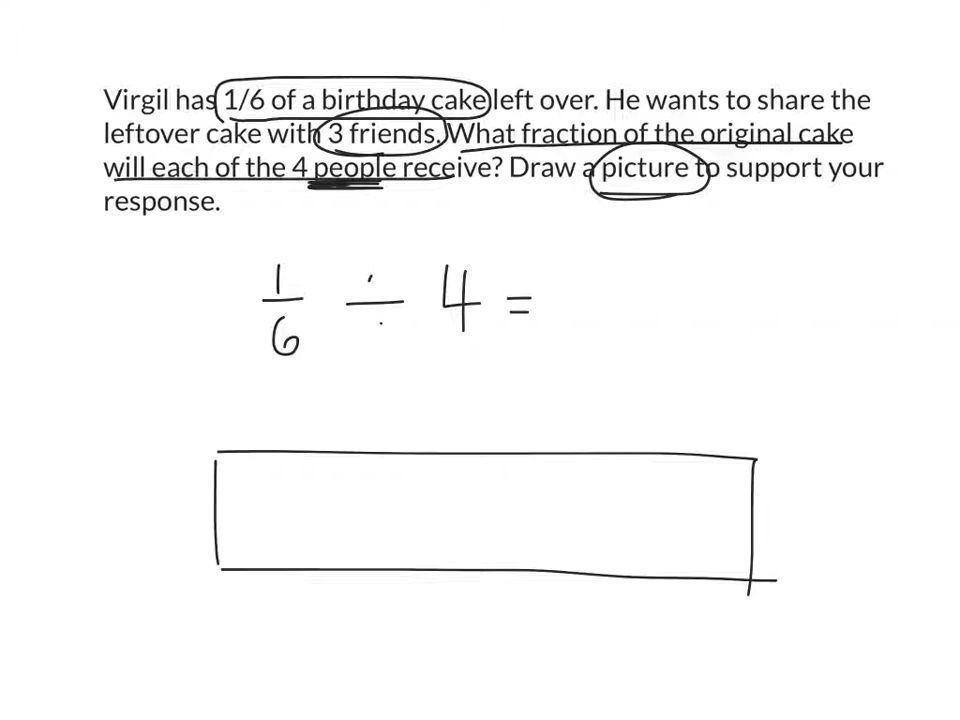 Virgil has 1/6 of a birthday cake left over. He wants to share the
leftover cake with 3 friends. What fraction of the original cake
will each of the 4 people receive? Draw a picture to support your
response.
1/6 ÷ 4 =